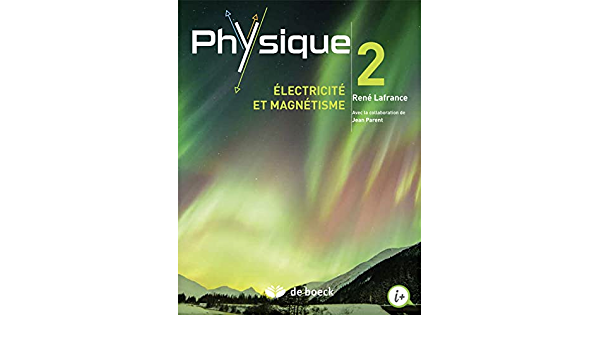 Physique 2
ÉLECTRICITÉ
ET MAGNÉTISME
René Lafrance
Avec la collaboration de
Jean Parent
de boeck
i+